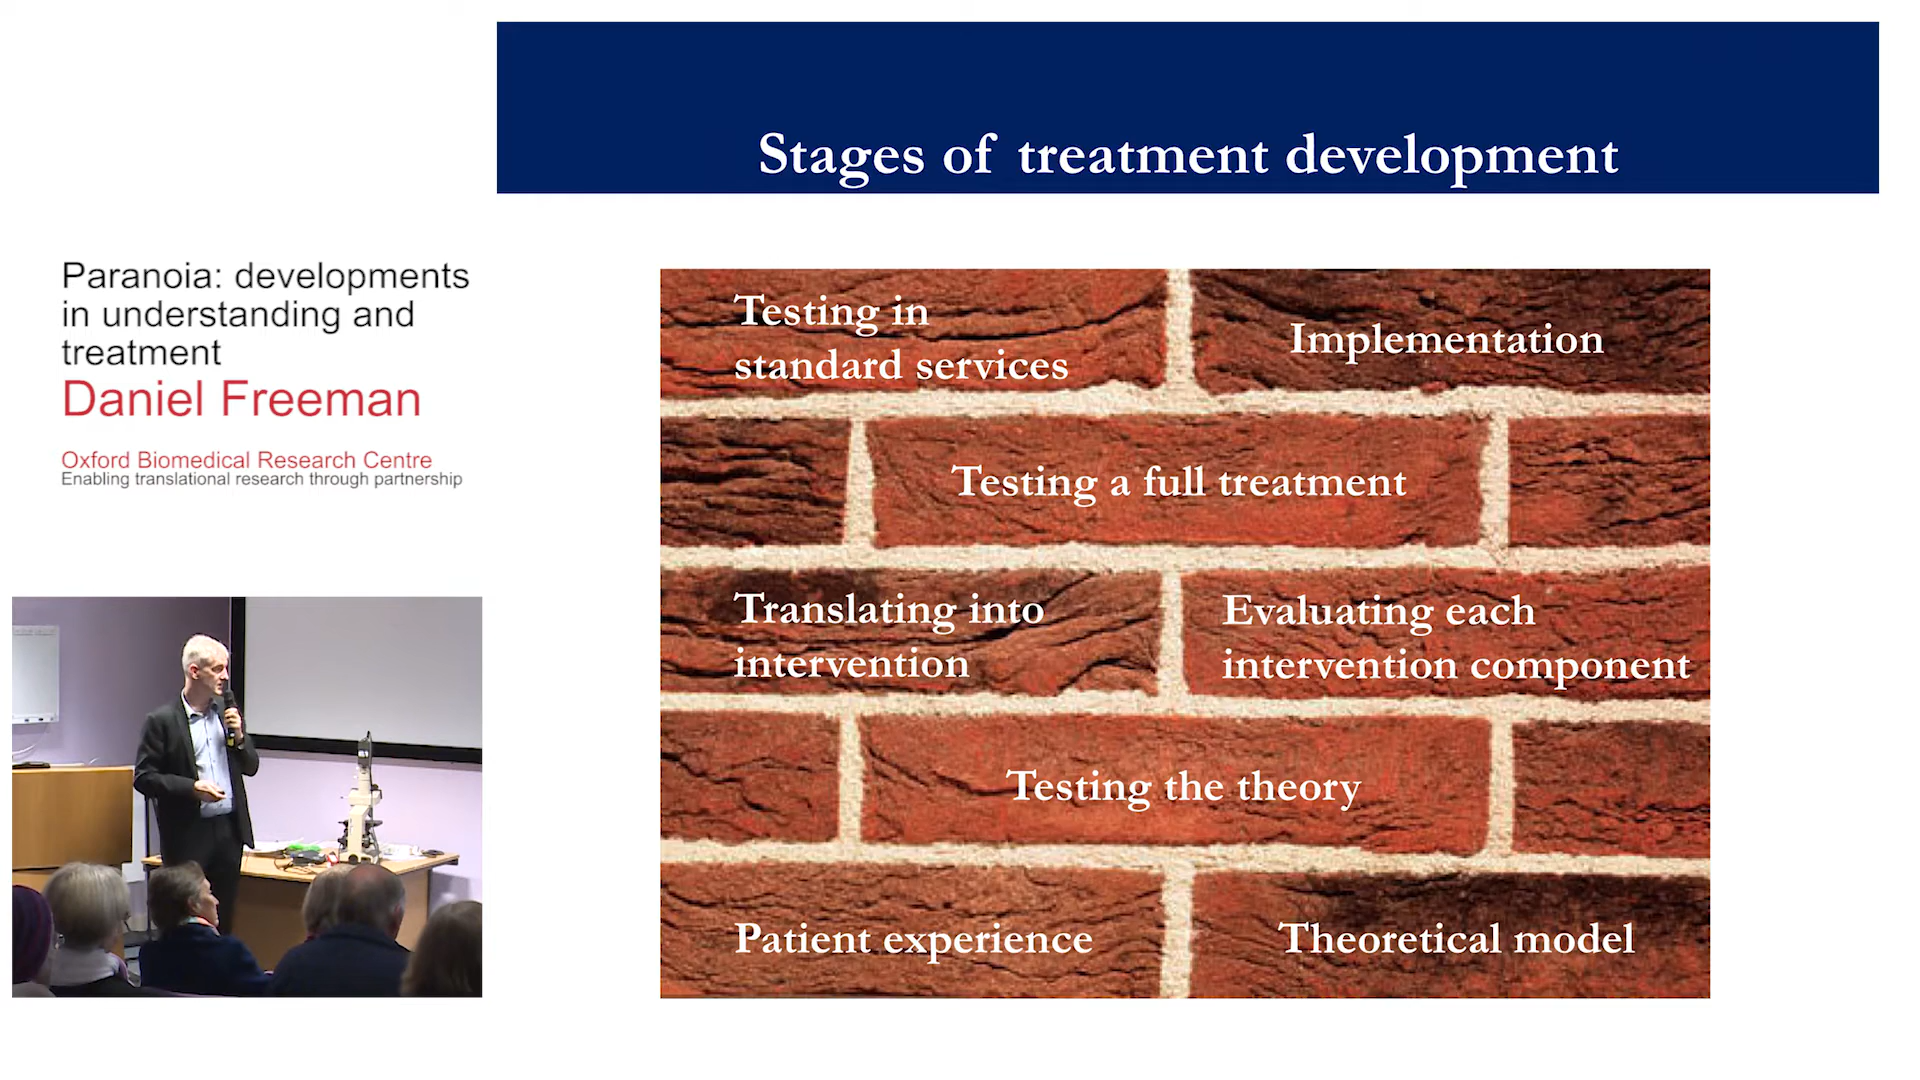 Stages of treatment development
Paranoia: developments
in understanding and
treatment
Daniel Freeman
Oxford Biomedical Research Centre
Enabling translational research through partnership
Testing in
standard services
Implementation
Testing a full treatment
Translating into
intervention
Evaluating each
intervention component
Testing the theory
Patient experience
Theoretical model